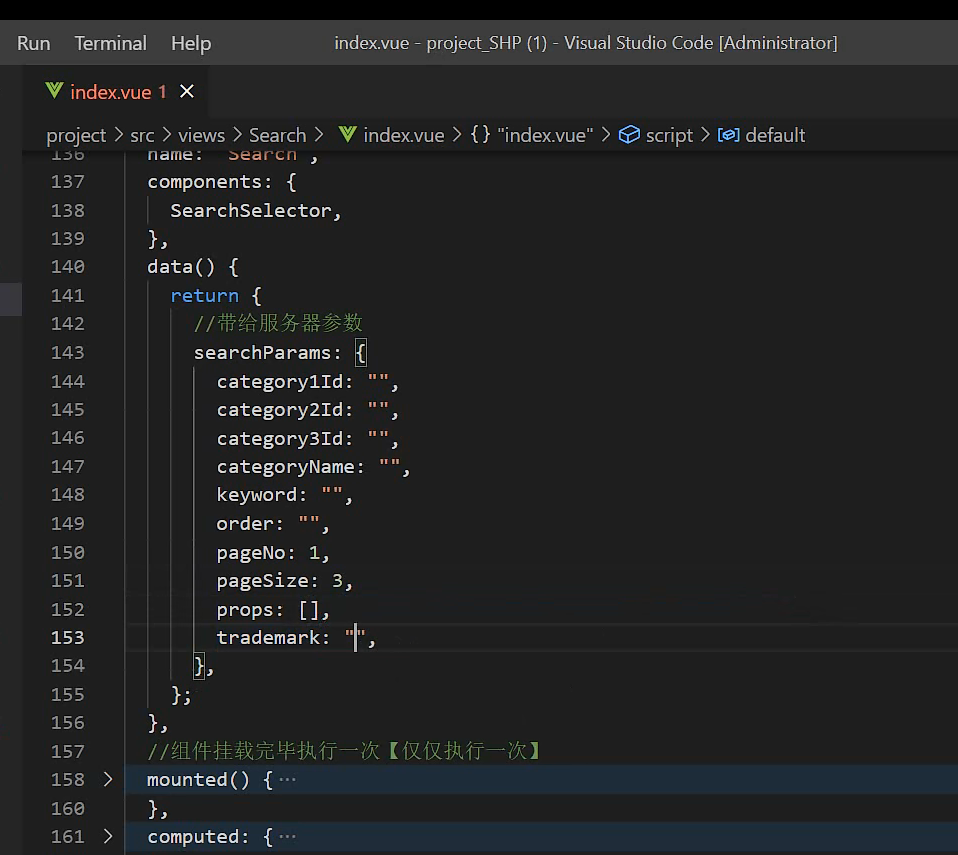 Run Terminal Help index.vue - project_SHP (1) - Visual Studio Code [Administrator]
index.vue 1
project > src > views > Search > index.vue > {} "index.vue" > script > default
136 name: "Search",
137 components: {
138 SearchSelector,
139 },
140 data() {
141 return {
142 //带给服务器参数
143 searchParams: {
144 category1Id: "",
145 category2Id: "",
146 category3Id: "",
147 categoryName: "",
148 keyword: "",
149 order: "",
150 pageNo: 1,
151 pageSize: 3,
152 props: [],
153 trademark: "",
154 },
155 };
156 },
157 //组件挂载完毕执行一次【仅仅执行一次】
158 mounted() { ···
160 },
161 computed: { ···